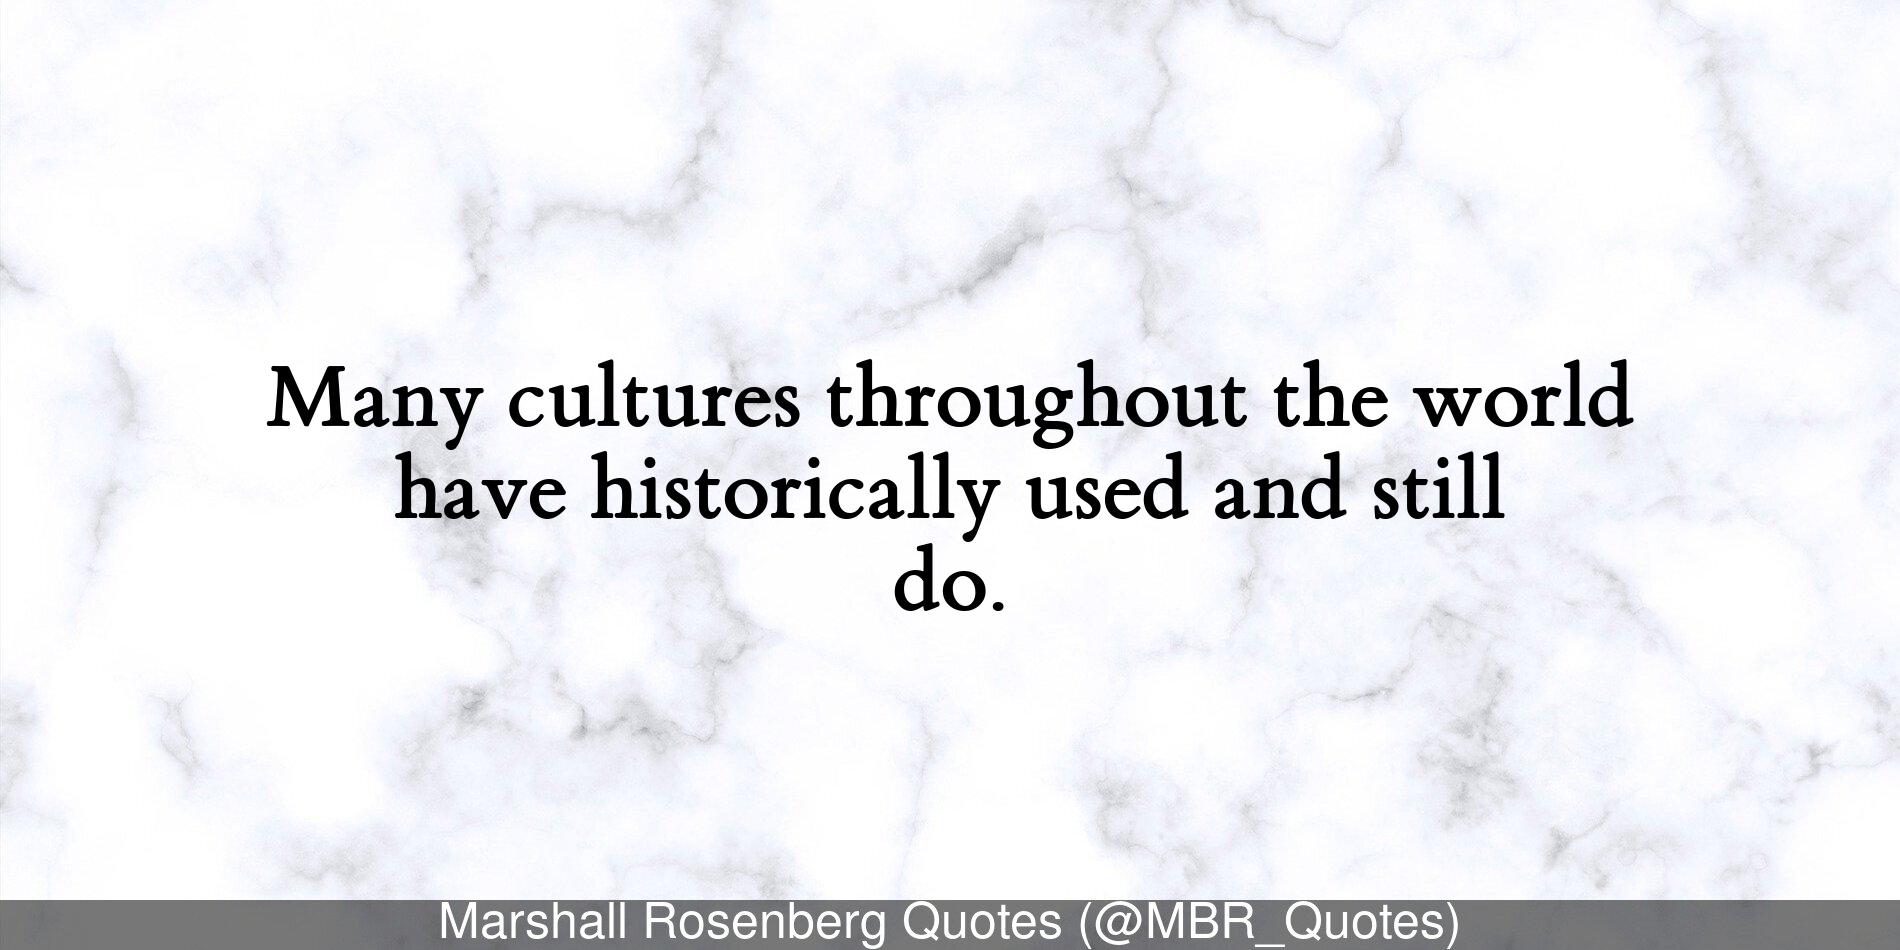 Many cultures throughout the world
have historically used and still
do.
Marshall Rosenberg Quotes (@MBR_Quotes)